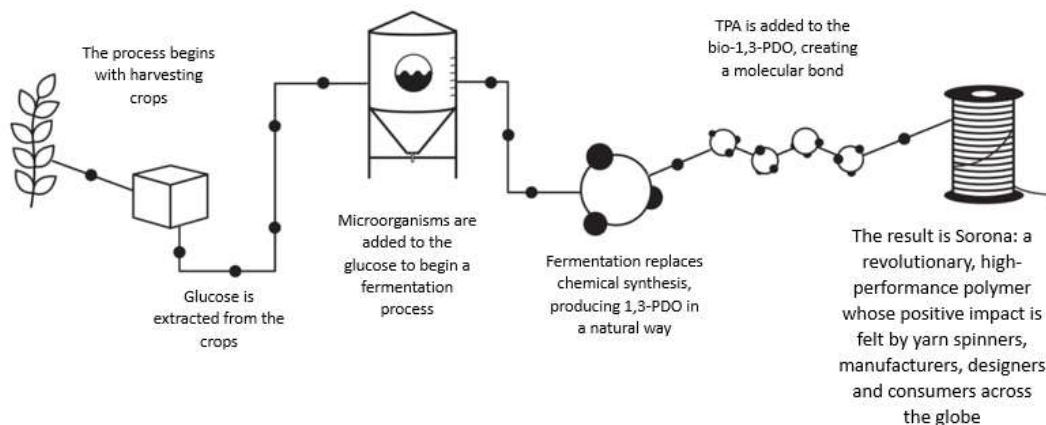 The process begins
with harvesting
crops
Glucose is
extracted from the
crops
Microorganisms are
added to the
glucose to begin a
fermentation
process
Fermentation replaces
chemical synthesis,
producing 1,3-PDO in
a natural way
TPA is added to the
bio-1,3-PDO, creating
a molecular bond
The result is Sorona: a
revolutionary, high-
performance polymer
whose positive impact is
felt by yarn spinners,
manufacturers, designers
and consumers across
the globe